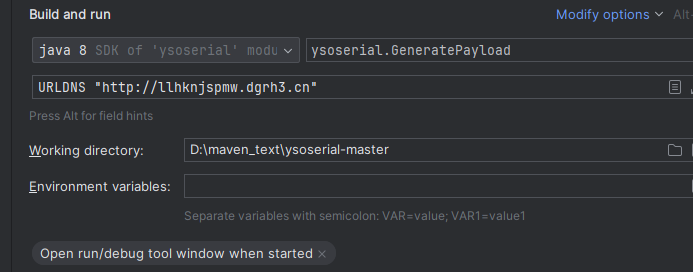 Build and run
Modify options
Alt+
java 8 SDK of 'ysoserial' modu
ysoserial.GeneratePayload
URLDNS "http://llhknjspmw.dgrh3.cn"
Press Alt for field hints
Working directory:
D:\maven_text\ysoserial-master
Environment variables:
Separate variables with semicolon: VAR=value; VAR1=value1
Open run/debug tool window when started ×